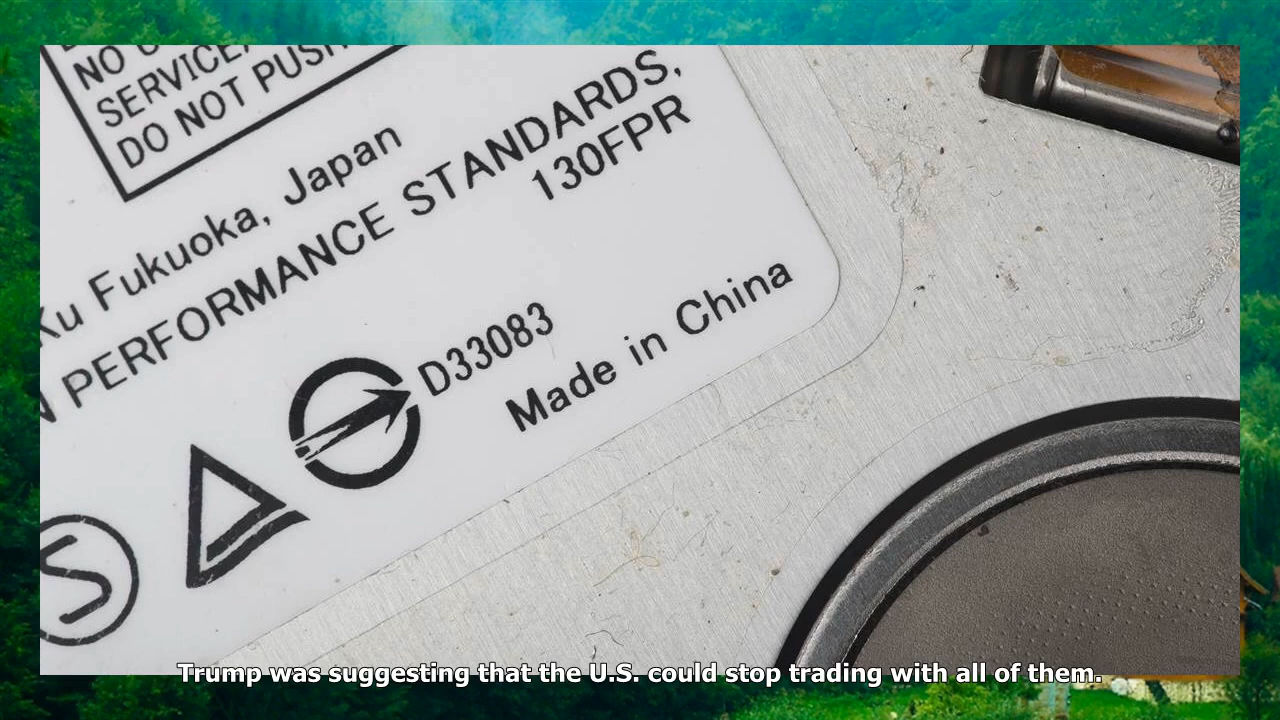 NO
SERVICE
DO NOT PUSH
Ku Fukuoka, Japan
PERFORMANCE STANDARDS,
130FPR
D33083
Made in China
S
Trump was suggesting that the U.S. could stop trading with all of them.